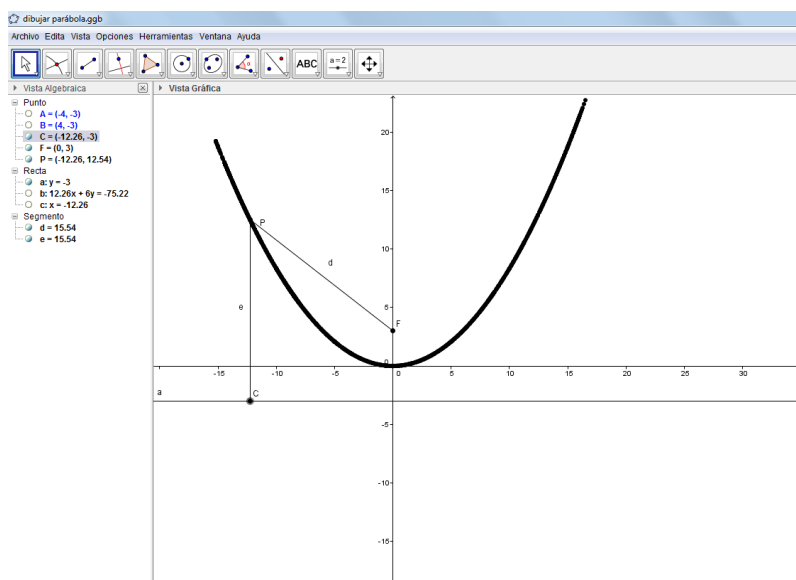 dibujar parábola.ggb
Archivo Edita Vista Opciones Herramientas Ventana Ayuda
ABC
a=2
Vista Algebraica
Punto
A = (-4, -3)
B = (4, -3)
C = (-12.26, -3)
F = (0, 3)
P = (-12.26, 12.54)
Recta
a: y = -3
b: 12.26x + 6y = -75.22
c: x = -12.26
Segmento
d = 15.54
e = 15.54
Vista Gráfica
20
15
P
10
d
e
5
F
0
-15 -10 -5 0 5 10 15 20 25 30
a
C
-5
-10
-15